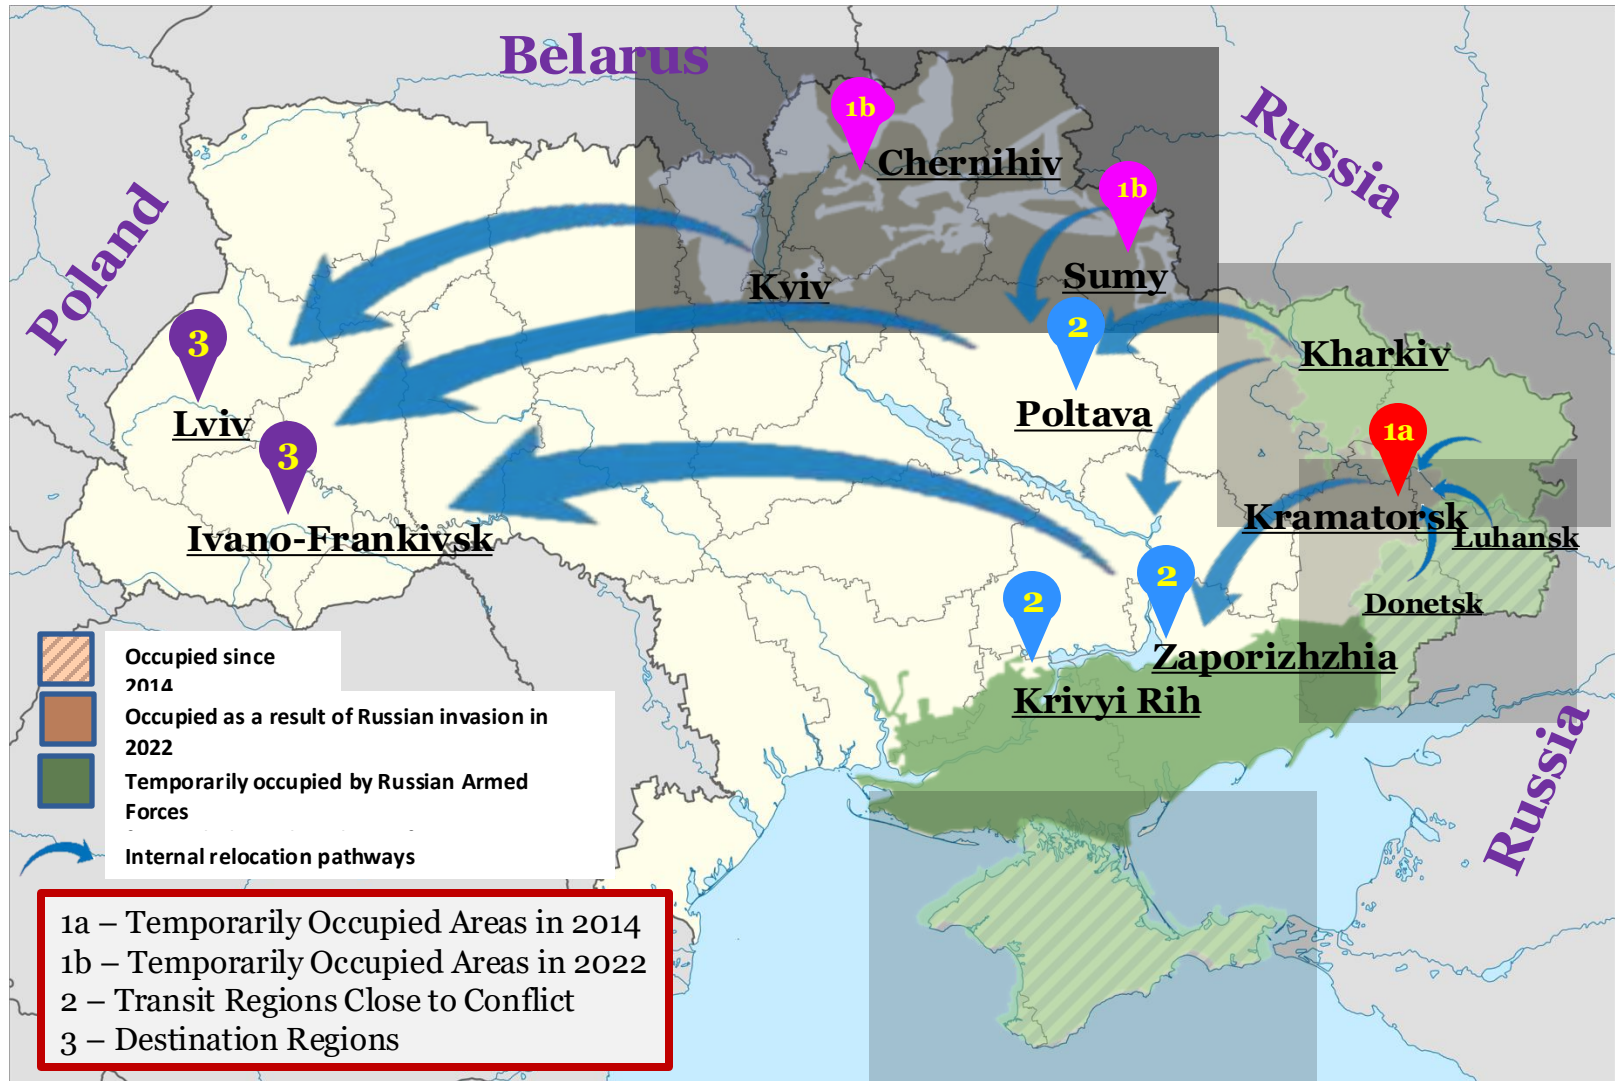 Belarus
Russia
Poland
1b
Chernihiv
1b
Sumy
Kyiv
2
3
Kharkiv
Poltava
Lviv
1a
3
Kramatorsk
Luhansk
Ivano-Frankivsk
2
2
Donetsk
Zaporizhzhia
Krivyi Rih
Russia
Occupied since
2014
Occupied as a result of Russian invasion in
2022
Temporarily occupied by Russian Armed
Forces
Internal relocation pathways
1a – Temporarily Occupied Areas in 2014
1b – Temporarily Occupied Areas in 2022
2 – Transit Regions Close to Conflict
3 – Destination Regions